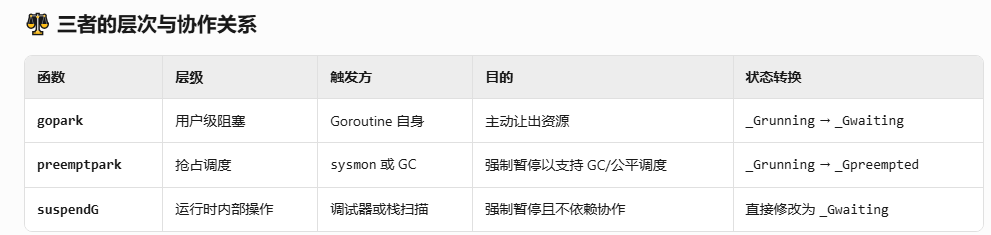 ⚖️ 三者的层次与协作关系
函数 层级 触发方 目的 状态转换
gopark 用户级阻塞 Goroutine 自身 主动让出资源 _Grunning → _Gwaiting
preemptpark 抢占调度 sysmon 或 GC 强制暂停以支持 GC/公平调度 _Grunning → _Gpreempted
suspendG 运行时内部操作 调试器或栈扫描 强制暂停且不依赖协作 直接修改为 _Gwaiting